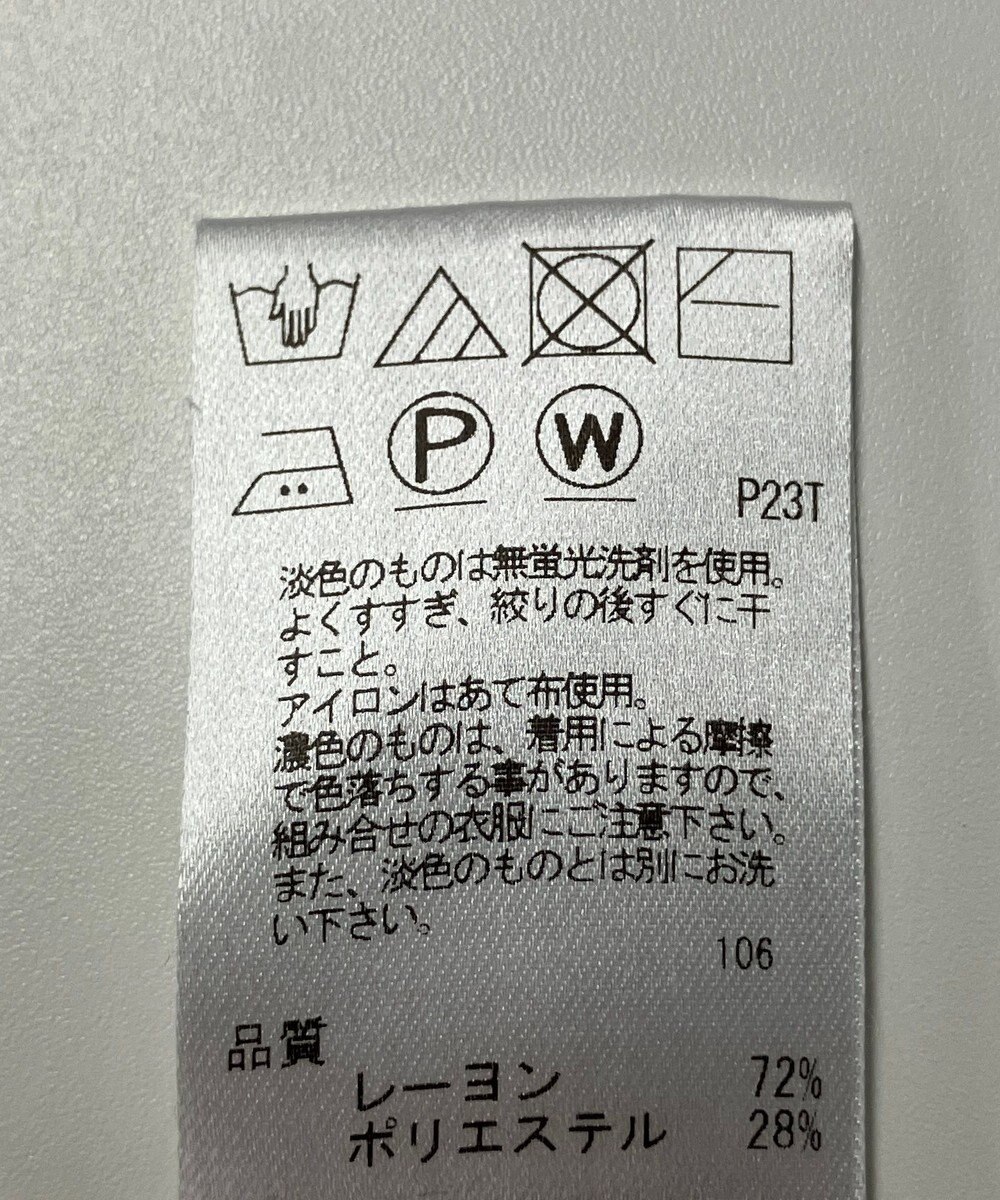 P
W
P23T
淡色のものは無蛍光洗剤を使用。
よくすすぎ、絞りの後すぐに干
すこと。
アイロンはあて布使用。
濃色のものは、着用による摩擦
で色落ちする事がありますので、
組み合せの衣服にご注意下さい。
また、淡色のものとは別にお洗
い下さい。
106
品質
レーヨン 72%
ポリエステル 28%